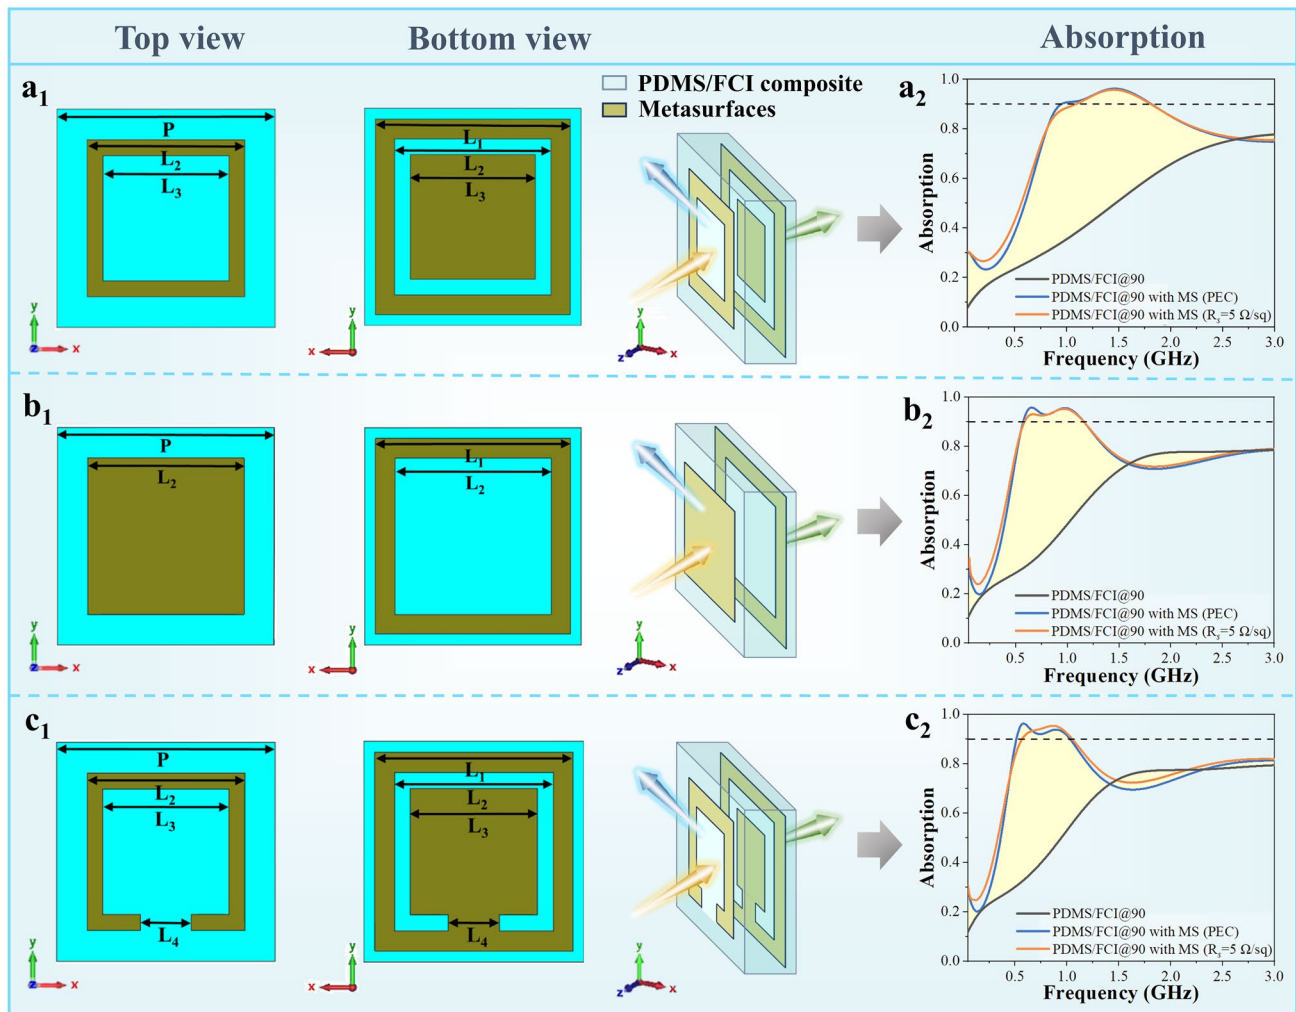 Top view
Bottom view
Absorption
a1
P
L2
L3
y
z
x
L1
L2
L3
y
x
PDMS/FCI composite
Metasurfaces
y
z
x
a2
Absorption
1.0
0.8
0.6
0.4
0.2
0.0
PDMS/FCI@90
PDMS/FCI@90 with MS (PEC)
PDMS/FCI@90 with MS (Rs=5 Ω/sq)
0.5 1.0 1.5 2.0 2.5 3.0
Frequency (GHz)
b1
P
L2
y
z
x
L1
L2
y
x
y
z
x
b2
Absorption
1.0
0.8
0.6
0.4
0.2
0.0
PDMS/FCI@90
PDMS/FCI@90 with MS (PEC)
PDMS/FCI@90 with MS (Rs=5 Ω/sq)
0.5 1.0 1.5 2.0 2.5 3.0
Frequency (GHz)
c1
P
L2
L3
L4
y
z
x
L1
L2
L3
L4
y
x
y
z
x
c2
Absorption
1.0
0.8
0.6
0.4
0.2
0.0
PDMS/FCI@90
PDMS/FCI@90 with MS (PEC)
PDMS/FCI@90 with MS (Rs=5 Ω/sq)
0.5 1.0 1.5 2.0 2.5 3.0
Frequency (GHz)